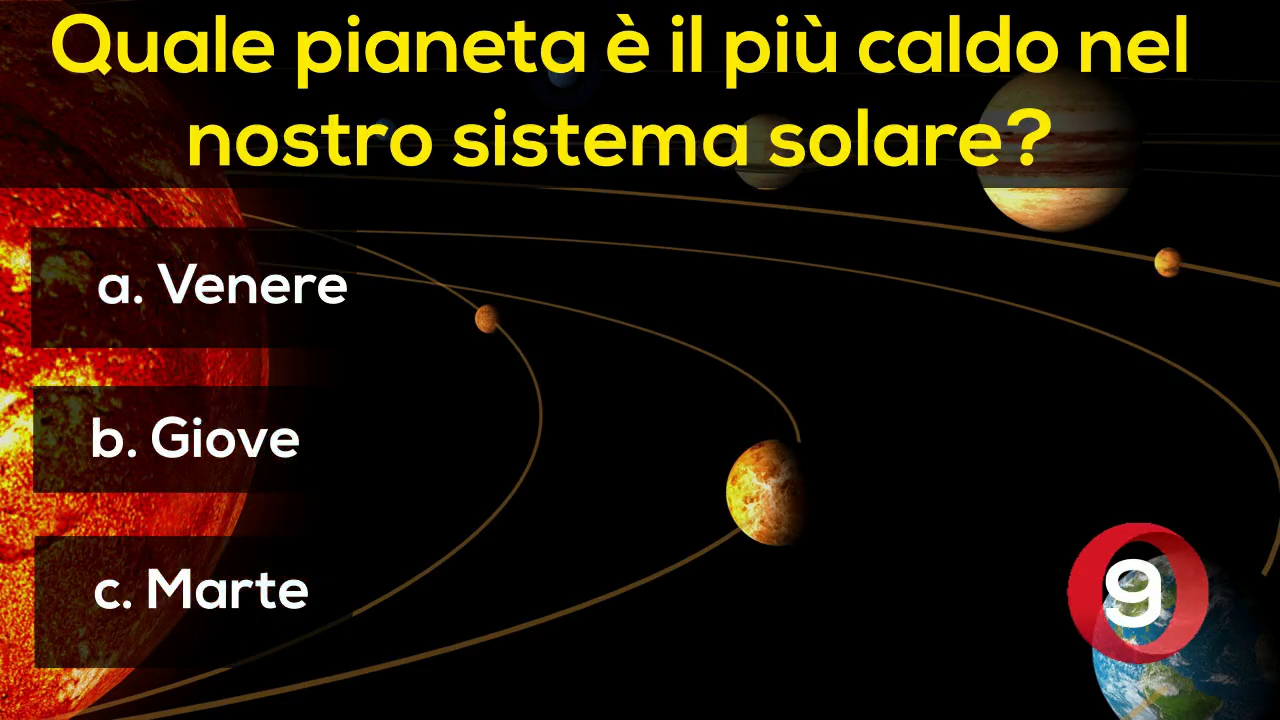 Quale pianeta è il più caldo nel
nostro sistema solare?
a. Venere
b. Giove
c. Marte
9